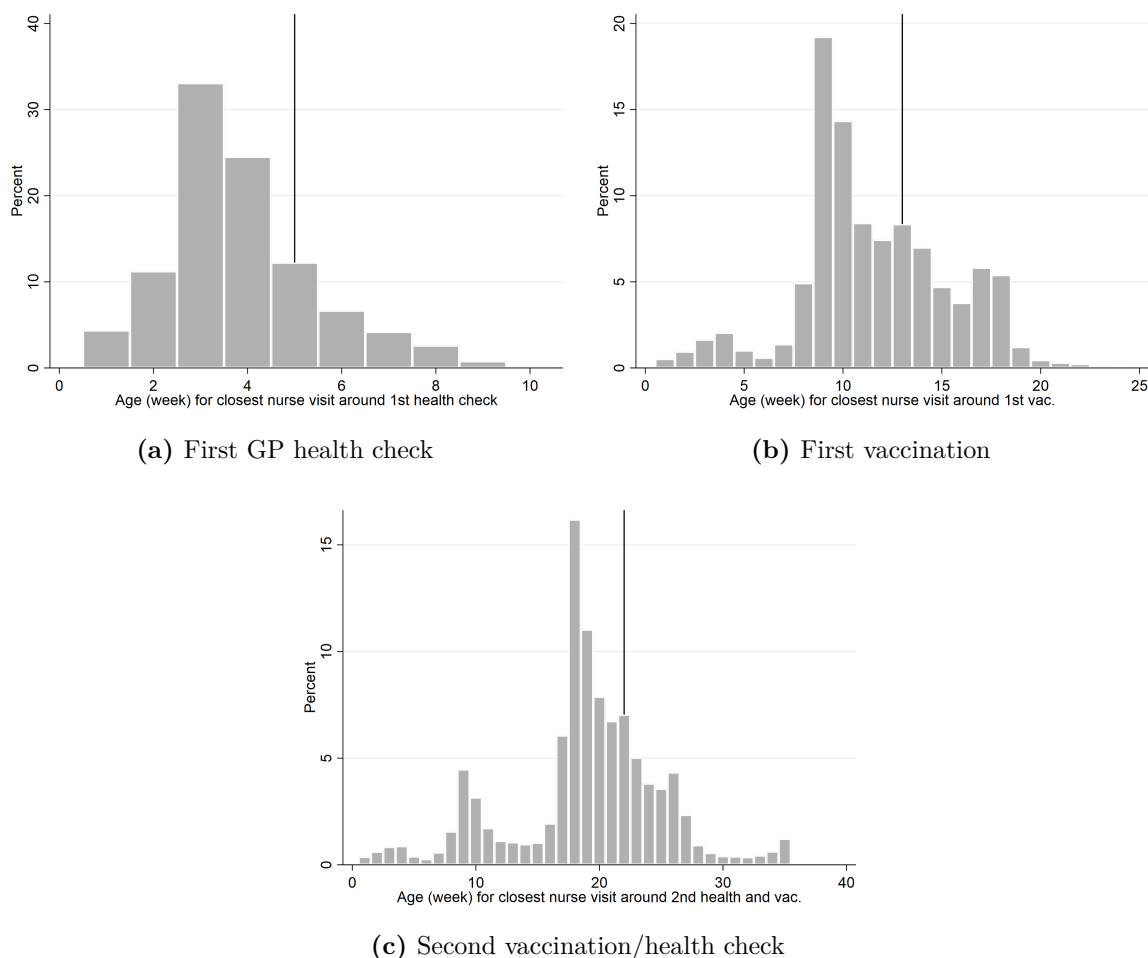 40
30
20
10
0
Percent
0 2 4 6 8 10
Age (week) for closest nurse visit around 1st health check
(a) First GP health check
20
15
10
5
0
Percent
0 5 10 15 20 25
Age (week) for closest nurse visit around 1st vac.
(b) First vaccination
15
10
5
0
Percent
0 10 20 30 40
Age (week) for closest nurse visit around 2nd health and vac.
(c) Second vaccination/health check